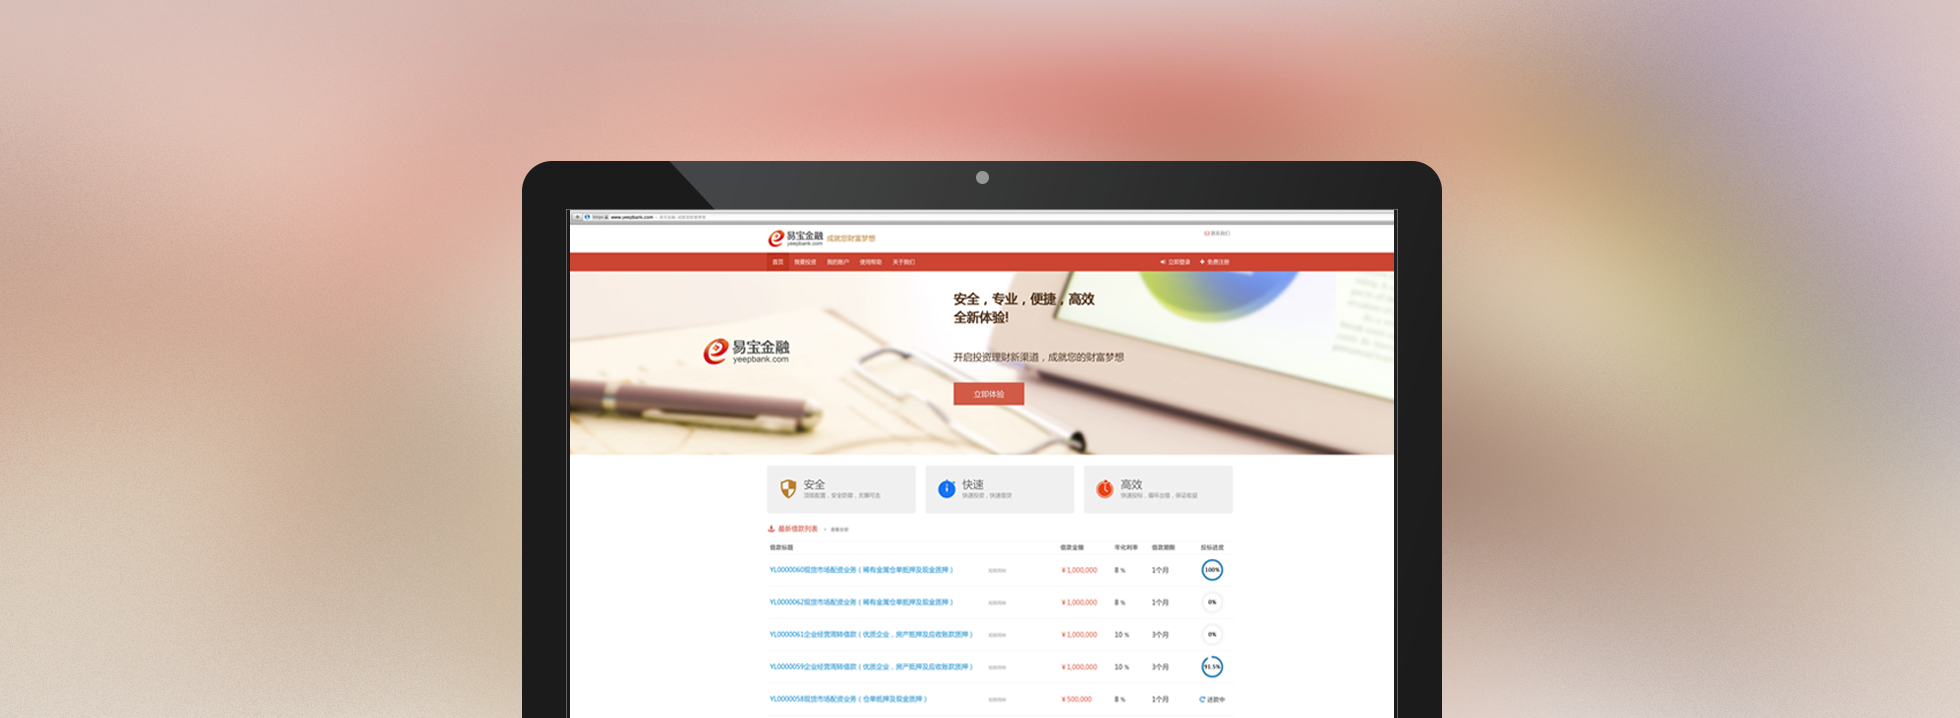 www.yeepbank.com
易宝金融 成就您财富梦想
yeepbank.com
联系我们
首页 我要投资 我的账户 使用帮助 关于我们 立即登录 免费注册
安全，专业，便捷，高效
全新体验!
易宝金融
yeepbank.com
开启投资理财新渠道，成就您的财富梦想
立即体验
安全
快速
快速投资，快速借贷
高效
最新借款列表 查看全部
借款标题 借款金额 年化利率 借款期限 投标进度
YL0000060现货市场配资业务（稀有金属仓单抵押及现金质押） ¥1,000,000 8 % 1个月 100%
YL0000062现货市场配资业务（稀有金属仓单抵押及现金质押） ¥1,000,000 8 % 1个月 0%
YL0000061企业经营周转借款（优质企业，房产抵押及应收账款质押） ¥1,000,000 10 % 3个月 0%
YL0000059企业经营周转借款（优质企业，房产抵押及应收账款质押） ¥1,000,000 10 % 3个月 91.5%
YL0000058现货市场配资业务（仓单抵押及现金质押） ¥500,000 8 % 1个月 还款中